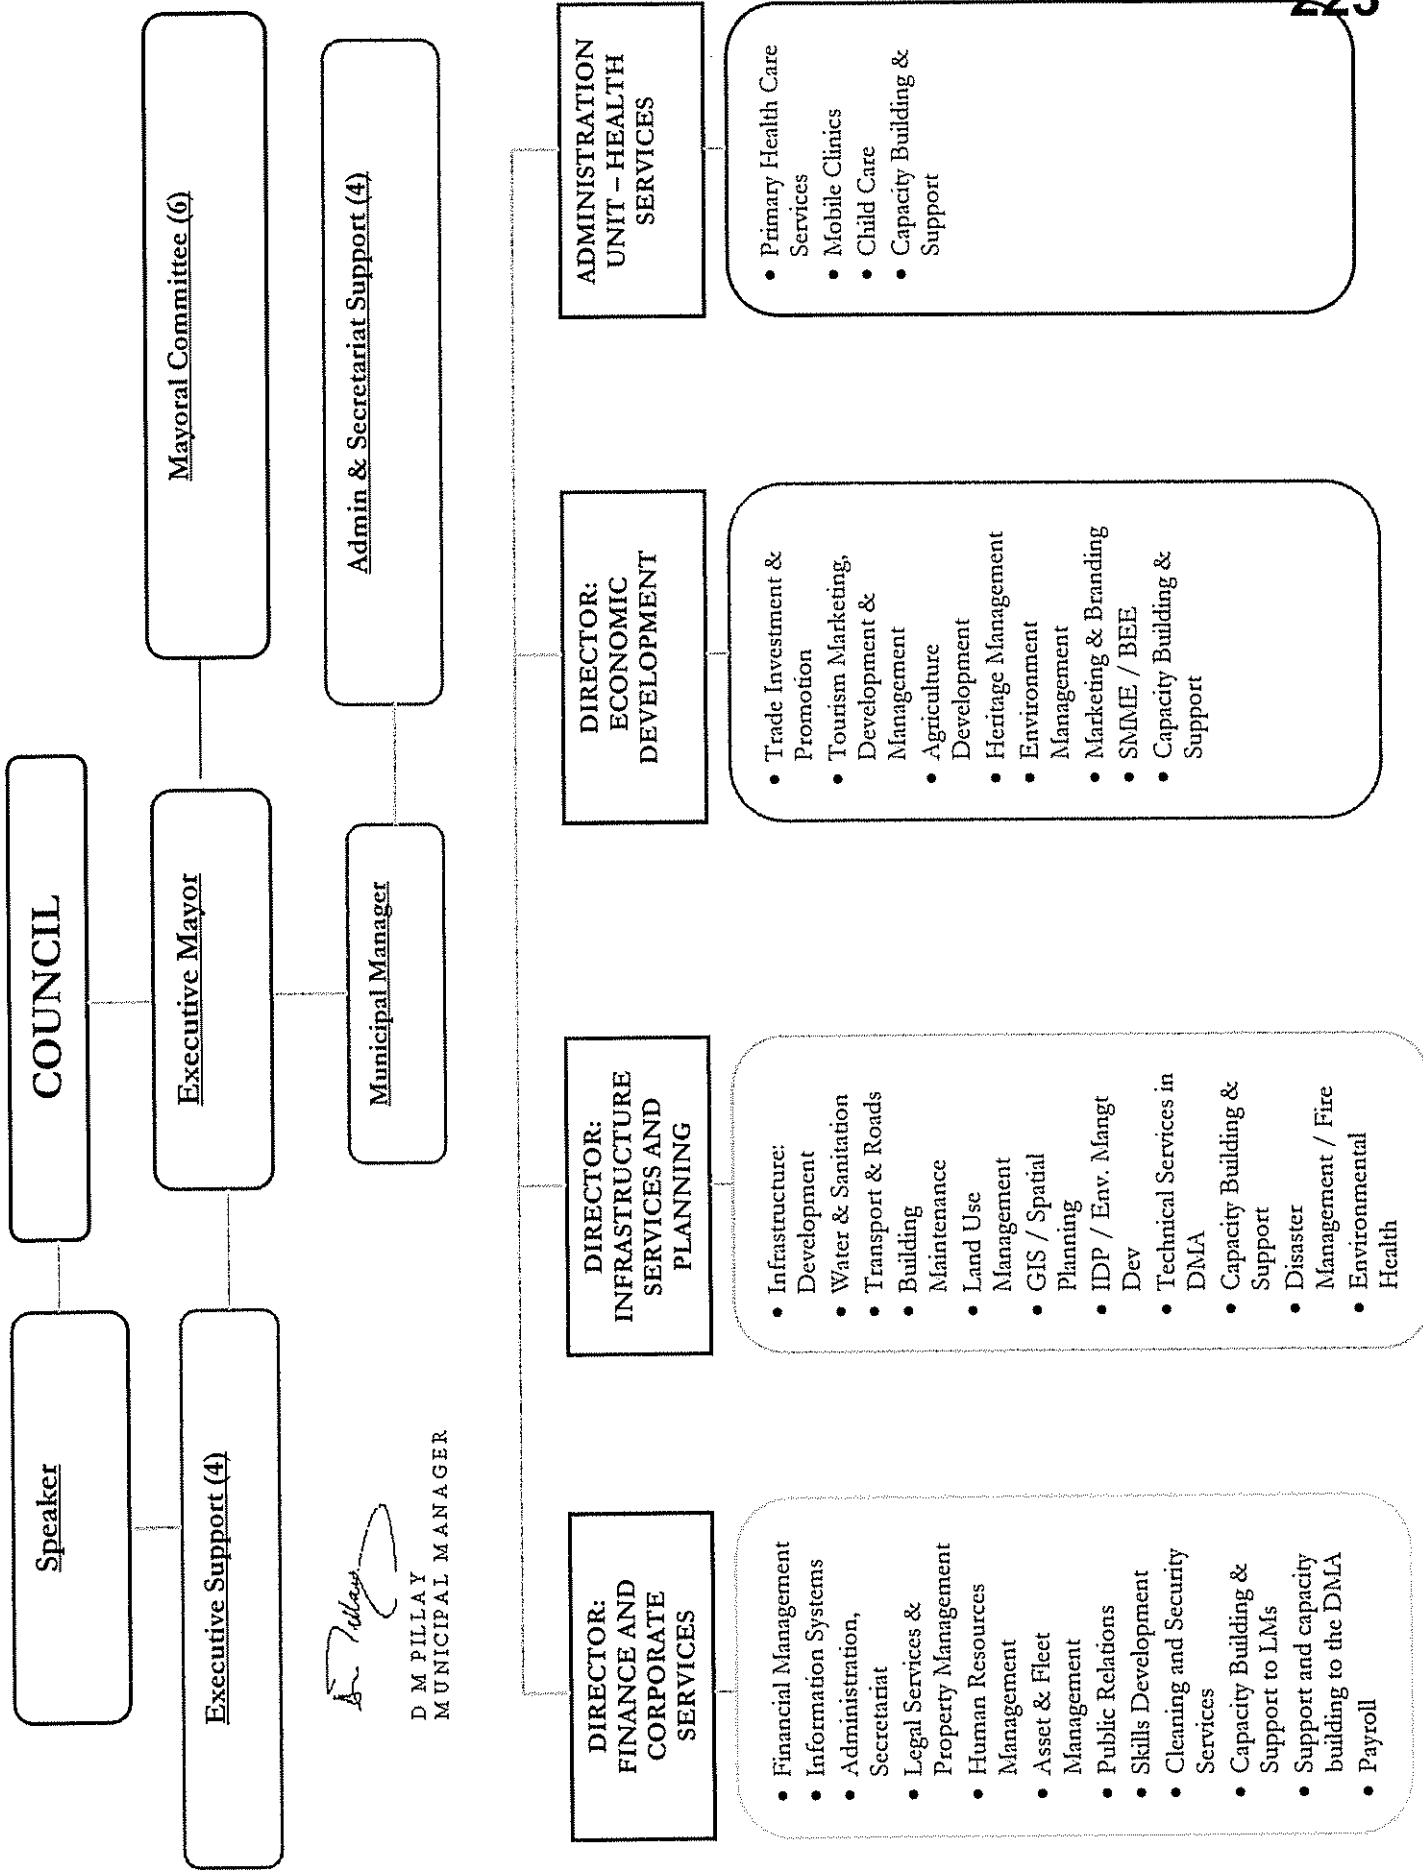 COUNCIL
Speaker
Executive Mayor
Mayoral Committee (6)
Executive Support (4)
Municipal Manager
Admin & Secretariat Support (4)
D M PILLAY
MUNICIPAL MANAGER
DIRECTOR:
FINANCE AND
CORPORATE
SERVICES
• Financial Management
• Information Systems
• Administration,
Secretariat
• Legal Services &
Property Management
• Human Resources
Management
• Asset & Fleet
Management
• Public Relations
• Skills Development
• Cleaning and Security
Services
• Capacity Building &
Support to LMs
• Support and capacity
building to the DMA
• Payroll
DIRECTOR:
INFRASTRUCTURE
SERVICES AND
PLANNING
• Infrastructure:
Development
• Water & Sanitation
• Transport & Roads
• Building
Maintenance
• Land Use
Management
• GIS / Spatial
Planning
• IDP / Env. Mangt
Dev
• Technical Services in
DMA
• Capacity Building &
Support
• Disaster
Management / Fire
• Environmental
Health
DIRECTOR:
ECONOMIC
DEVELOPMENT
• Trade Investment &
Promotion
• Tourism Marketing,
Development &
Management
• Agriculture
Development
• Heritage Management
• Environment
Management
• Marketing & Branding
• SMME / BEE
• Capacity Building &
Support
ADMINISTRATION
UNIT – HEALTH
SERVICES
• Primary Health Care
Services
• Mobile Clinics
• Child Care
• Capacity Building &
Support